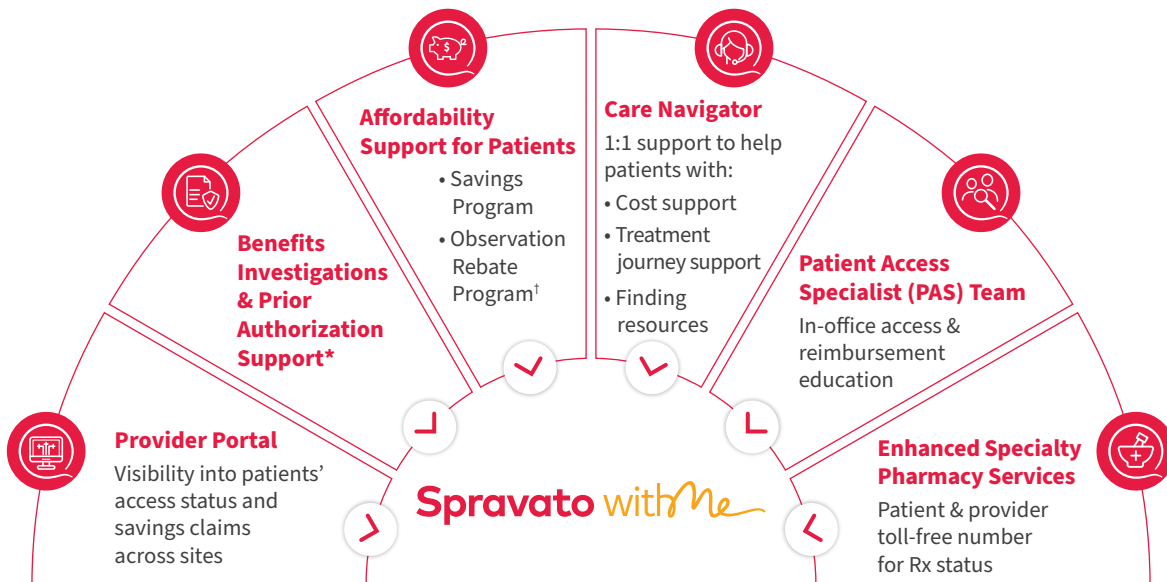 Affordability
Support for Patients
• Savings
Program
• Observation
Rebate
Program†
Care Navigator
1:1 support to help
patients with:
• Cost support
• Treatment
journey support
• Finding
resources
Benefits
Investigations
& Prior
Authorization
Support*
Patient Access
Specialist (PAS) Team
In-office access &
reimbursement
education
Provider Portal
Visibility into patients’
access status and
savings claims
across sites
Enhanced Specialty
Pharmacy Services
Patient & provider
toll-free number
for Rx status
Spravato withMe
$